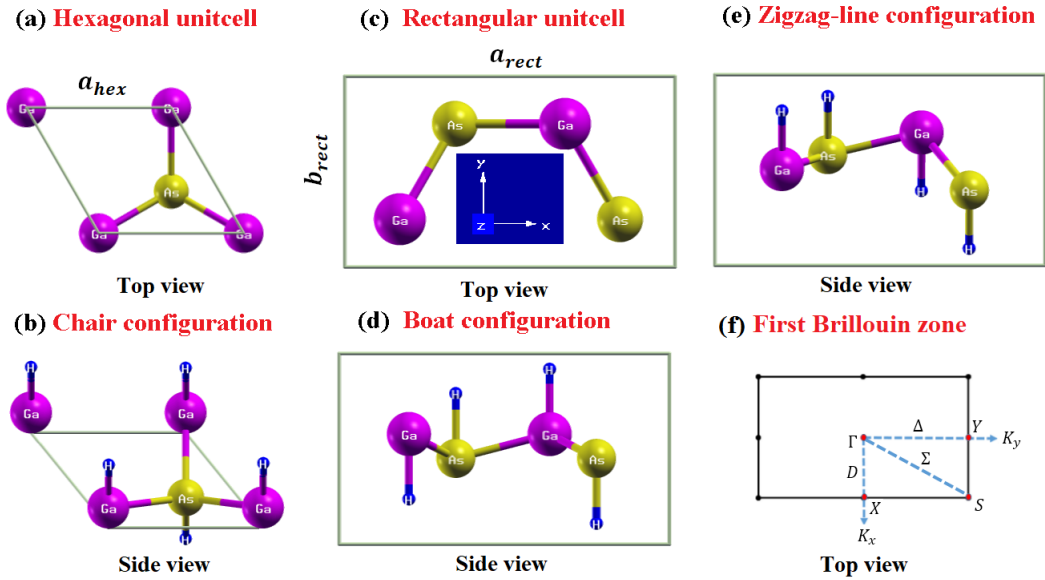 (a) Hexagonal unitcell
a_hex
Ga
Ga
As
Ga
Ga
Top view
(b) Chair configuration
H
H
Ga
Ga
H
H
Ga
As
Ga
H
Side view
(c) Rectangular unitcell
a_rect
b_rect
As
Ga
Y
Z
X
Ga
As
Top view
(d) Boat configuration
H
H
Ga
Ga
As
As
H
H
Side view
(e) Zigzag-line configuration
H
H
Ga
As
Ga
H
As
H
Side view
(f) First Brillouin zone
Γ
Δ
Y
K_y
D
Σ
X
S
K_x
Top view